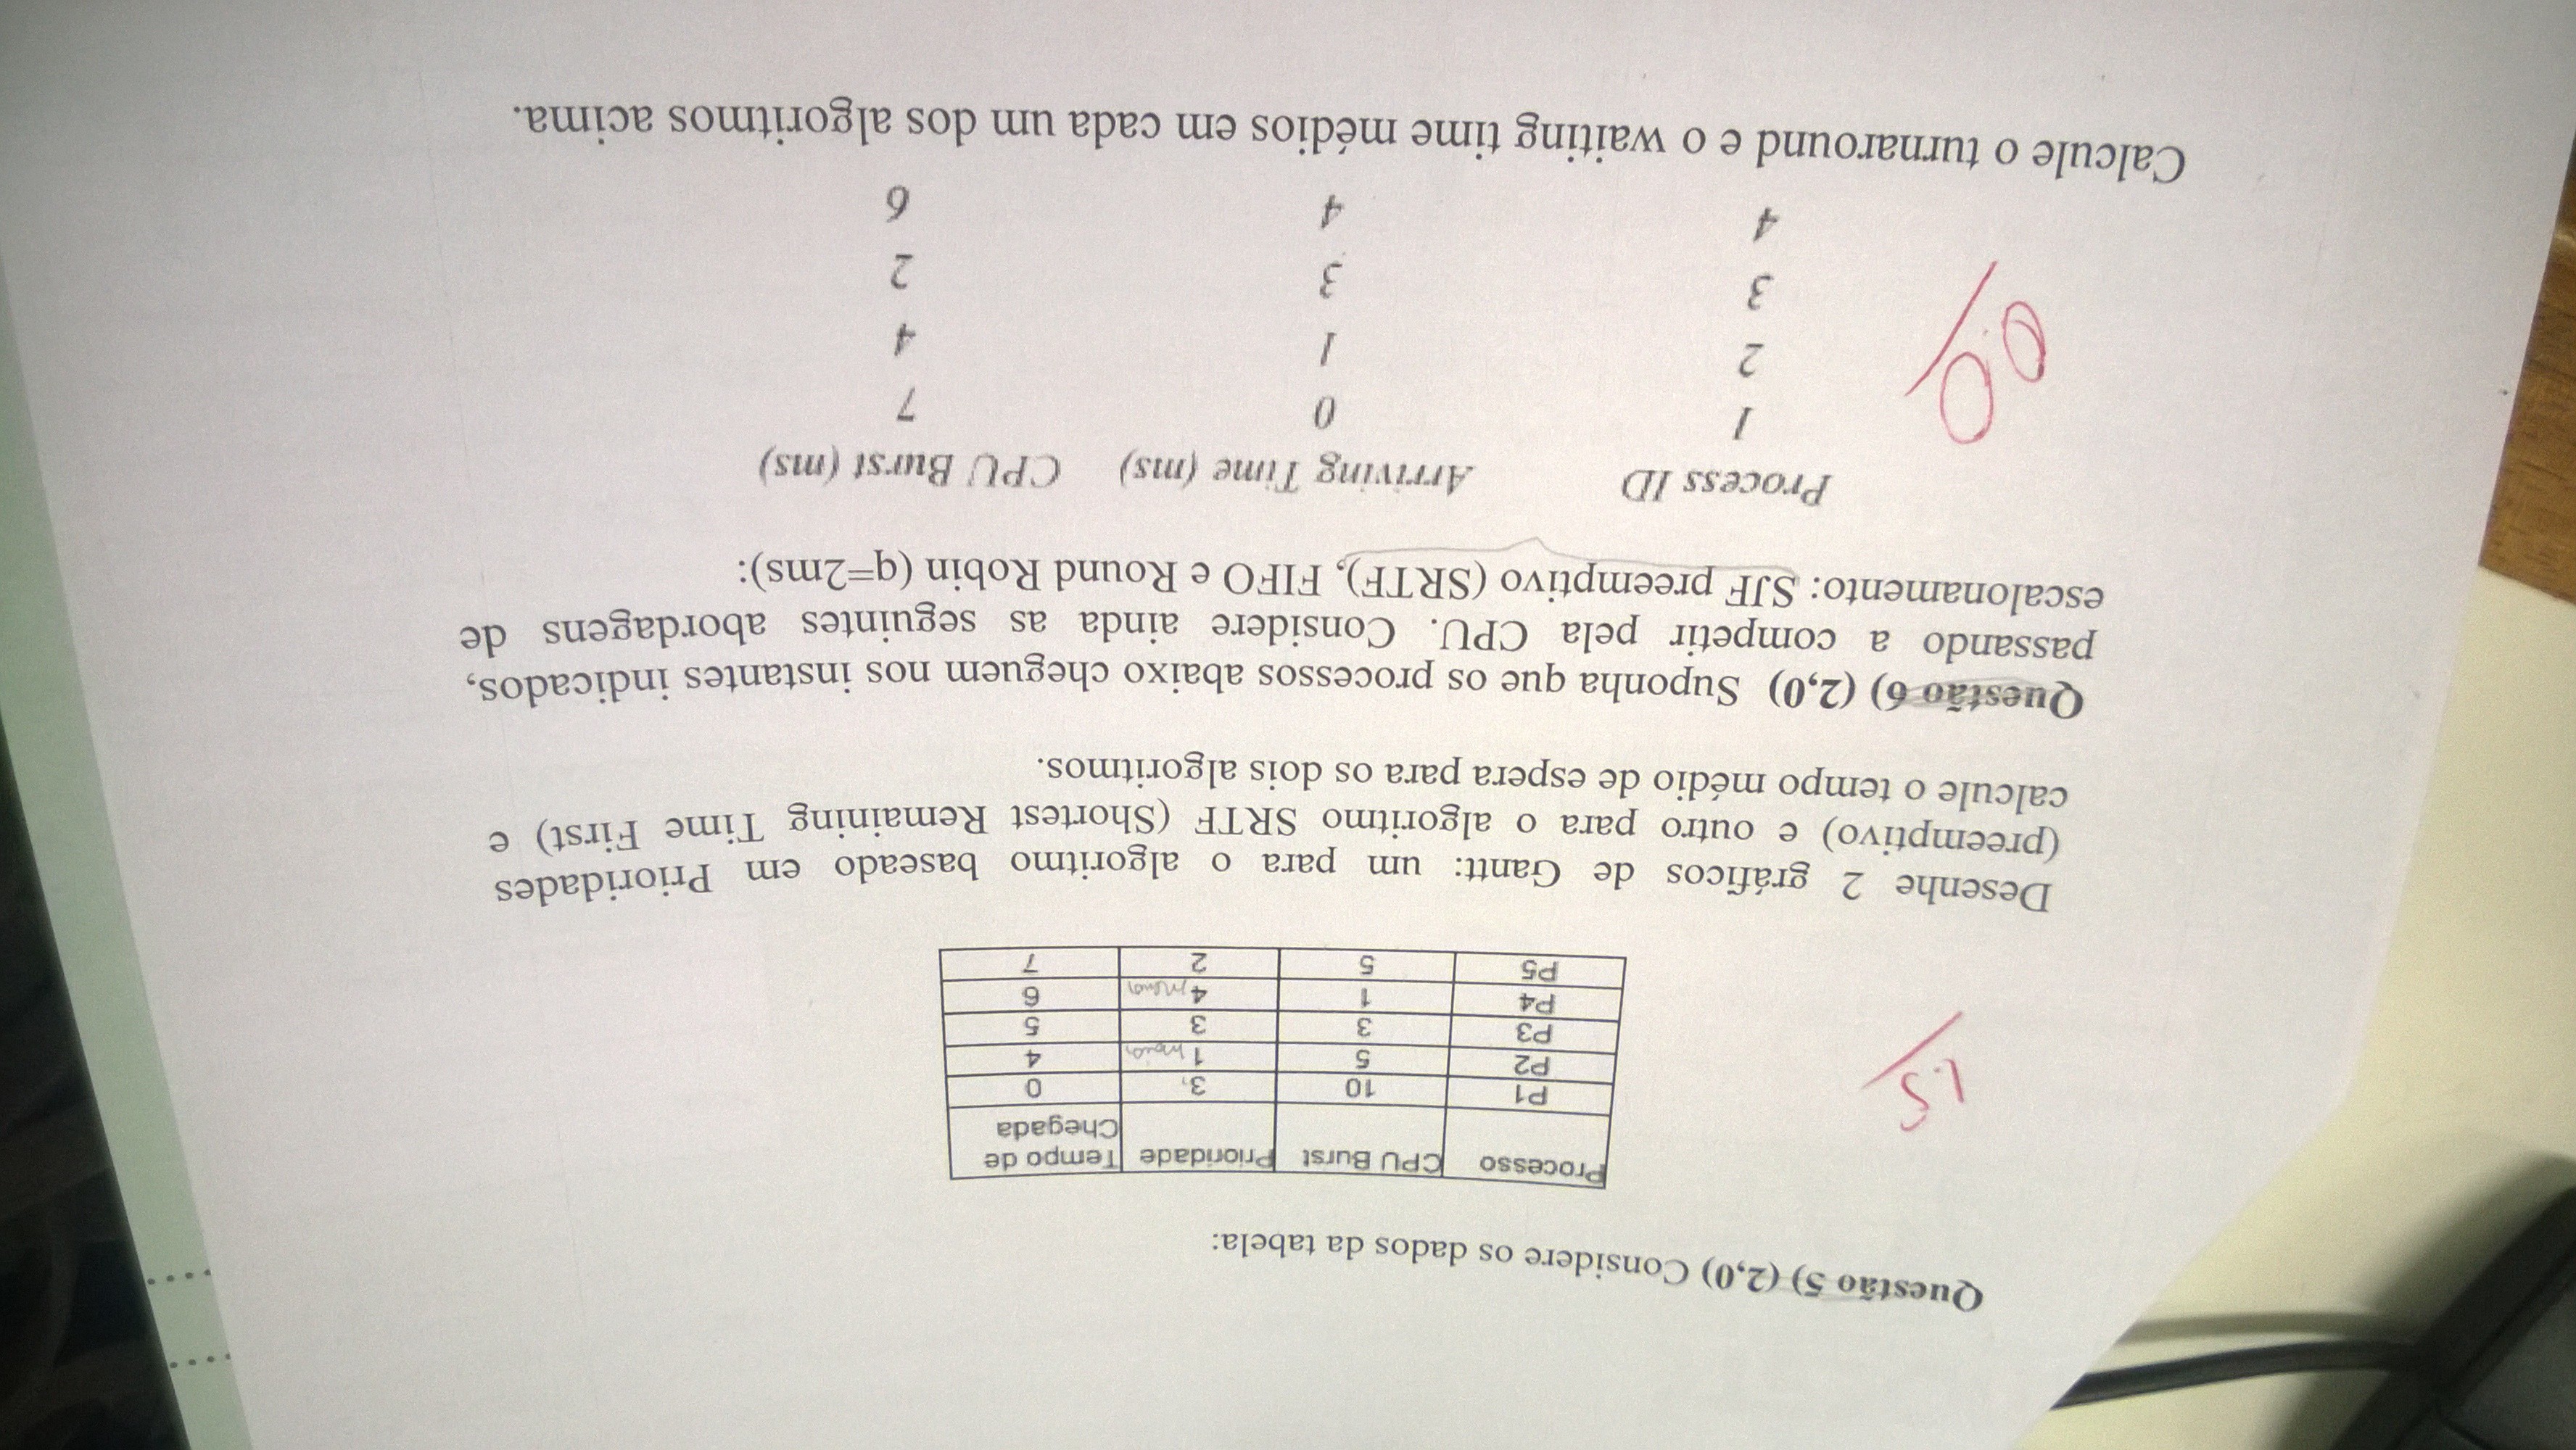 Questão 5) (2,0) Considere os dados da tabela:
Processo CPU Burst Prioridade Tempo de Chegada
P1 10 3 0
P2 5 1 maior 4
1.5
P3 3 3 5
P4 1 4 menor 6
P5 5 2 7
Desenhe 2 gráficos de Gantt: um para o algoritmo baseado em Prioridades
(preemptivo) e outro para o algoritmo SRTF (Shortest Remaining Time First) e
calcule o tempo médio de espera para os dois algoritmos.
Questão 6) (2,0) Suponha que os processos abaixo cheguem nos instantes indicados,
passando a competir pela CPU. Considere ainda as seguintes abordagens de
escalonamento: SJF preemptivo (SRTF), FIFO e Round Robin (q=2ms):
Process ID Arriving Time (ms) CPU Burst (ms)
1 0 7
2 1 4
0.0
3 3 2
4 4 6
Calcule o turnaround e o waiting time médios em cada um dos algoritmos acima.